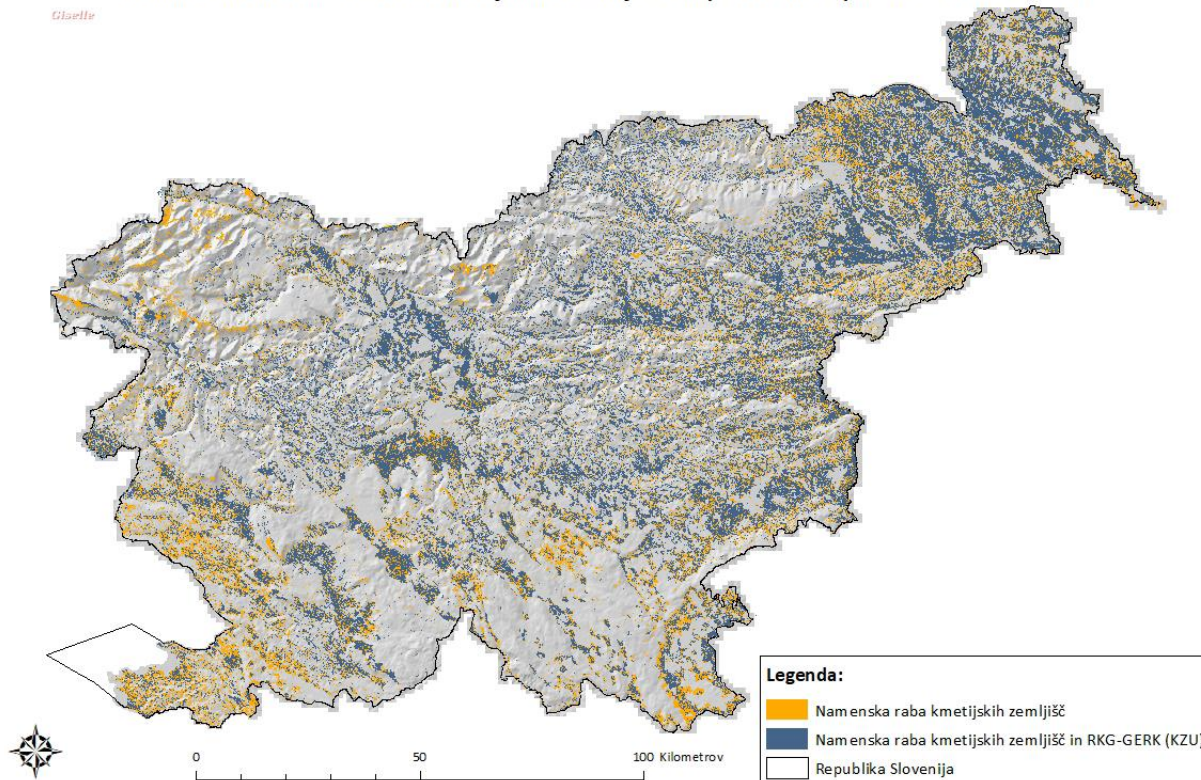 Giselle
Legenda:
Namenska raba kmetijskih zemljišč
Namenska raba kmetijskih zemljišč in RKG-GERK (KZU)
Republika Slovenija
0 50 100 Kilometrov